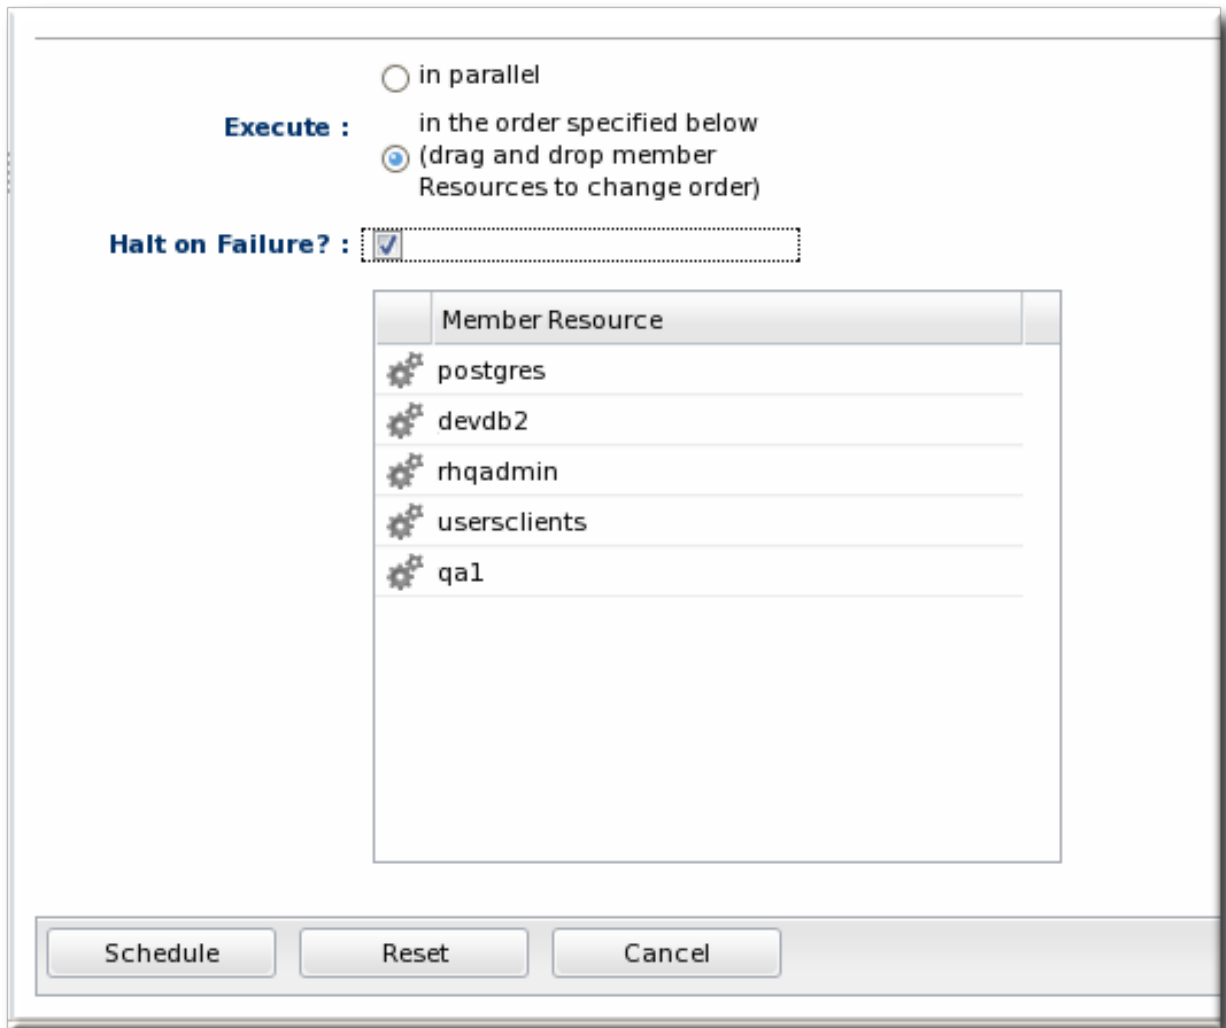 in parallel
Execute :
in the order specified below
(drag and drop member
Resources to change order)
Halt on Failure? :
Member Resource
postgres
devdb2
rhqadmin
usersclients
qa1
Schedule Reset Cancel